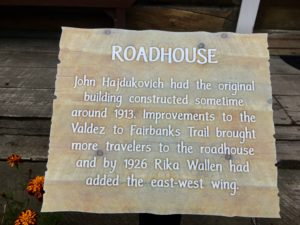 ROADHOUSE
John Hajdukovich had the original
building constructed sometime
around 1913. Improvements to the
Valdez to Fairbanks Trail brought
more travelers to the roadhouse
and by 1926 Rika Wallen had
added the east-west wing.